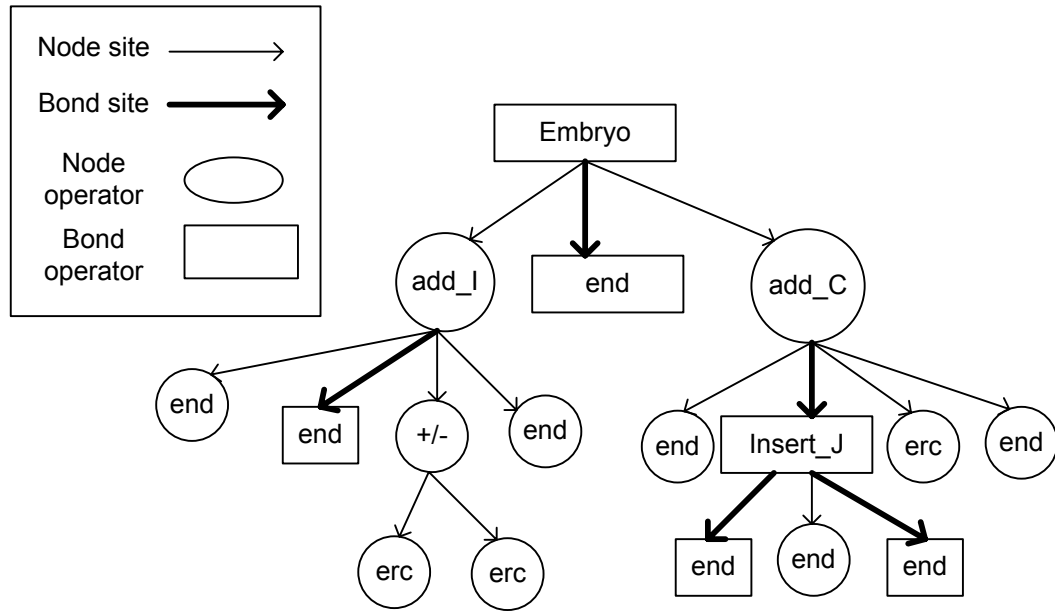 Node site
Bond site
Node
operator
Bond
operator
Embryo
add_I
end
add_C
end
end
+/-
end
end
Insert_J
erc
end
erc
erc
end
end
end